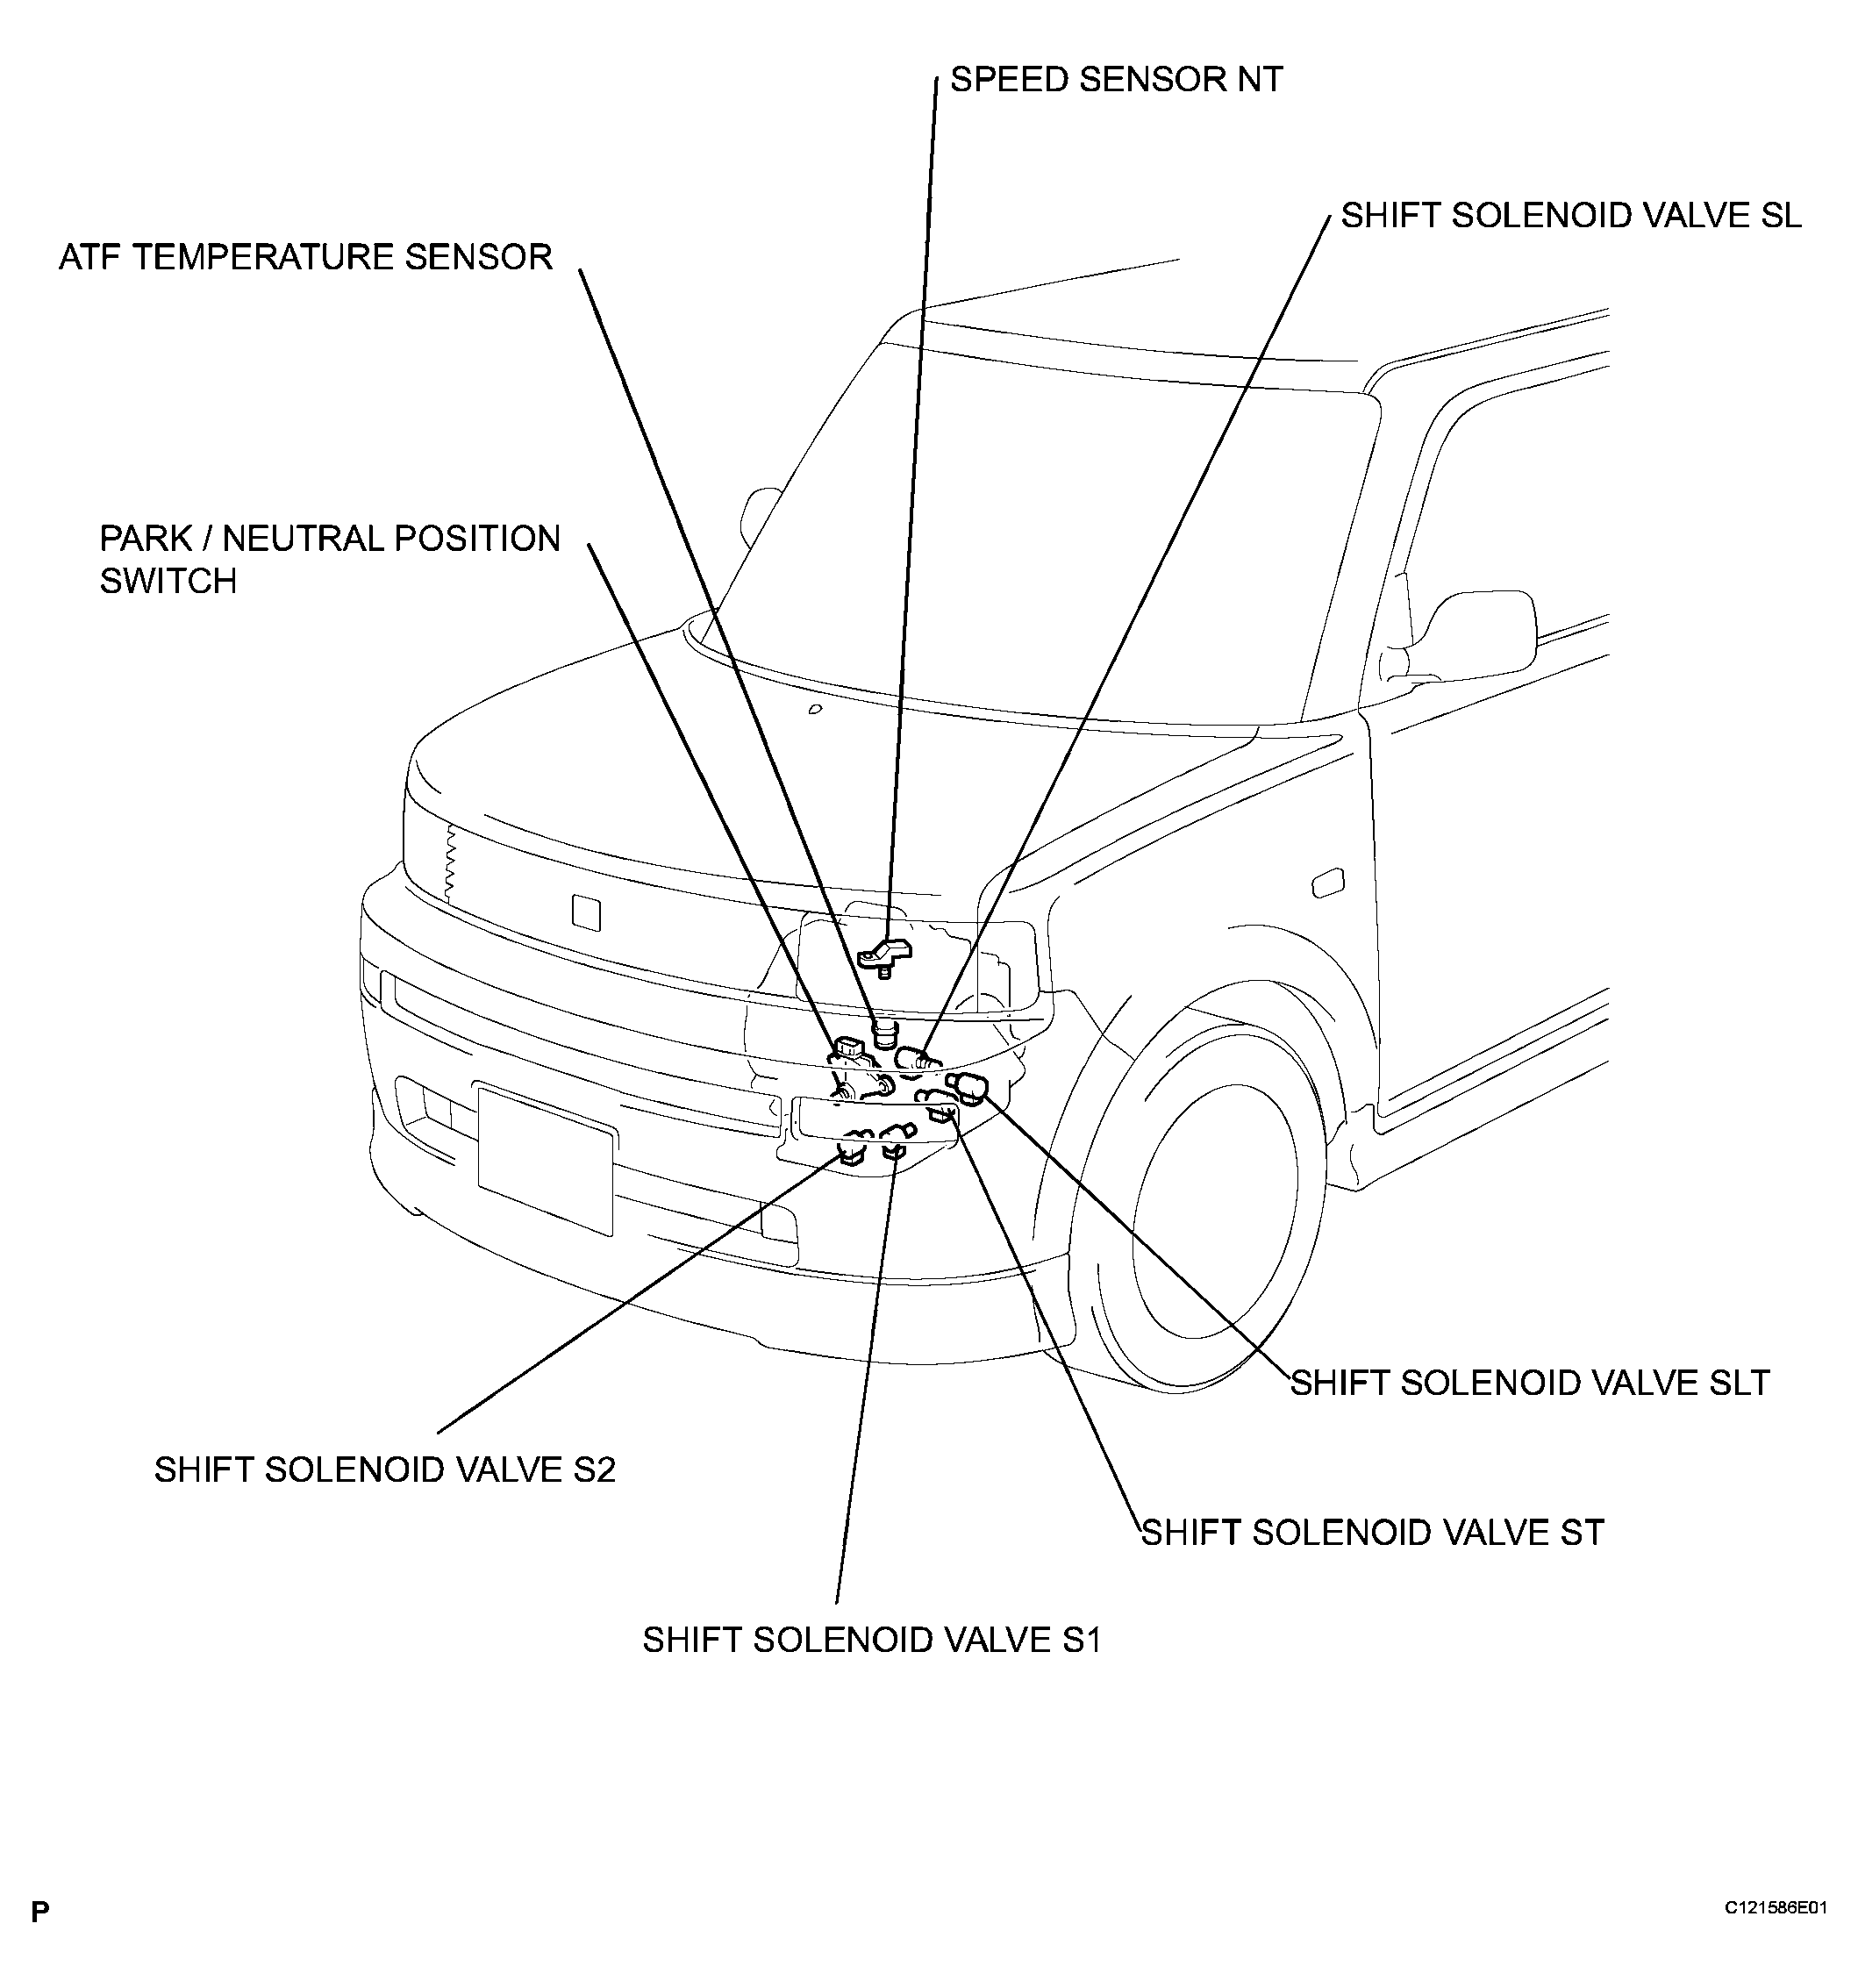 SPEED SENSOR NT
SHIFT SOLENOID VALVE SL
ATF TEMPERATURE SENSOR
PARK / NEUTRAL POSITION
SWITCH
SHIFT SOLENOID VALVE SLT
SHIFT SOLENOID VALVE S2
SHIFT SOLENOID VALVE ST
SHIFT SOLENOID VALVE S1
P
C121586E01